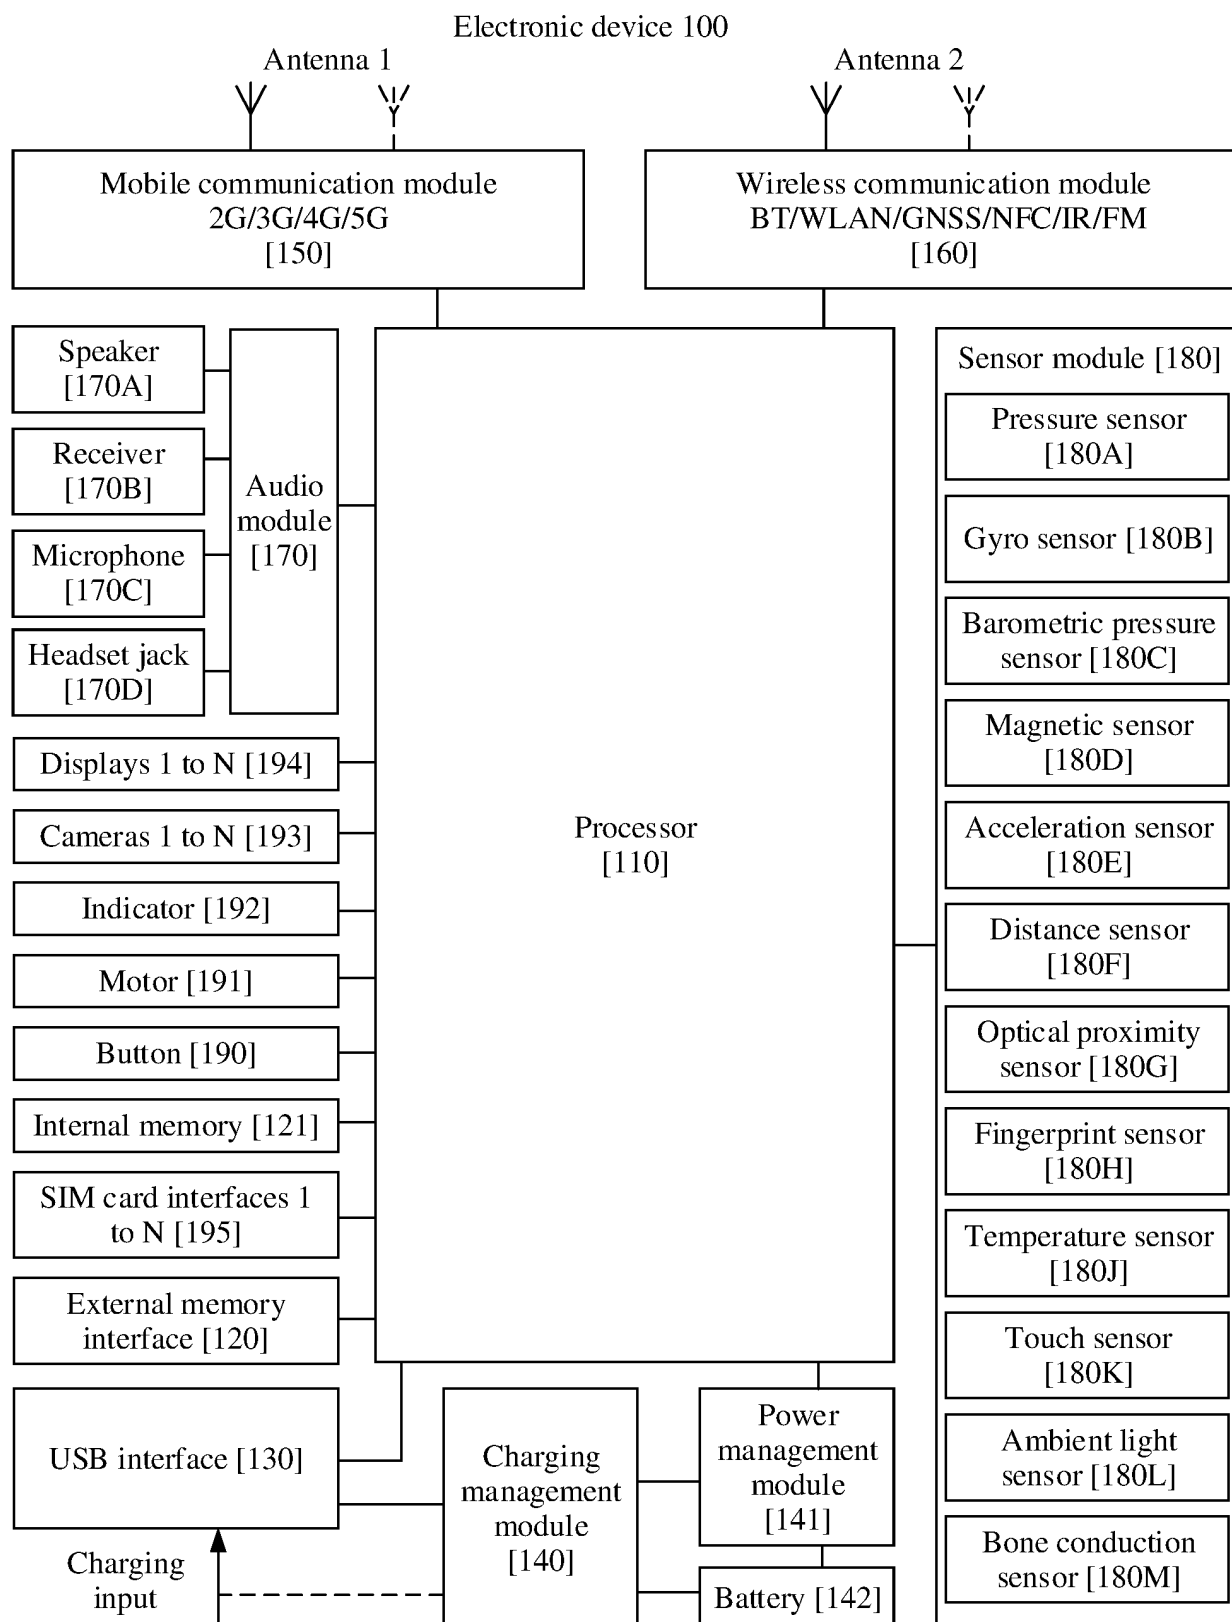 Electronic device 100
Antenna 1
Antenna 2
Mobile communication module
2G/3G/4G/5G
[150]
Wireless communication module
BT/WLAN/GNSS/NFC/IR/FM
[160]
Speaker
[170A]
Receiver
[170B]
Microphone
[170C]
Headset jack
[170D]
Audio
module
[170]
Displays 1 to N [194]
Cameras 1 to N [193]
Indicator [192]
Motor [191]
Button [190]
Internal memory [121]
SIM card interfaces 1
to N [195]
External memory
interface [120]
Processor
[110]
Sensor module [180]
Pressure sensor
[180A]
Gyro sensor [180B]
Barometric pressure
sensor [180C]
Magnetic sensor
[180D]
Acceleration sensor
[180E]
Distance sensor
[180F]
Optical proximity
sensor [180G]
Fingerprint sensor
[180H]
Temperature sensor
[180J]
Touch sensor
[180K]
Ambient light
sensor [180L]
Bone conduction
sensor [180M]
USB interface [130]
Charging
input
Charging
management
module
[140]
Power
management
module
[141]
Battery [142]